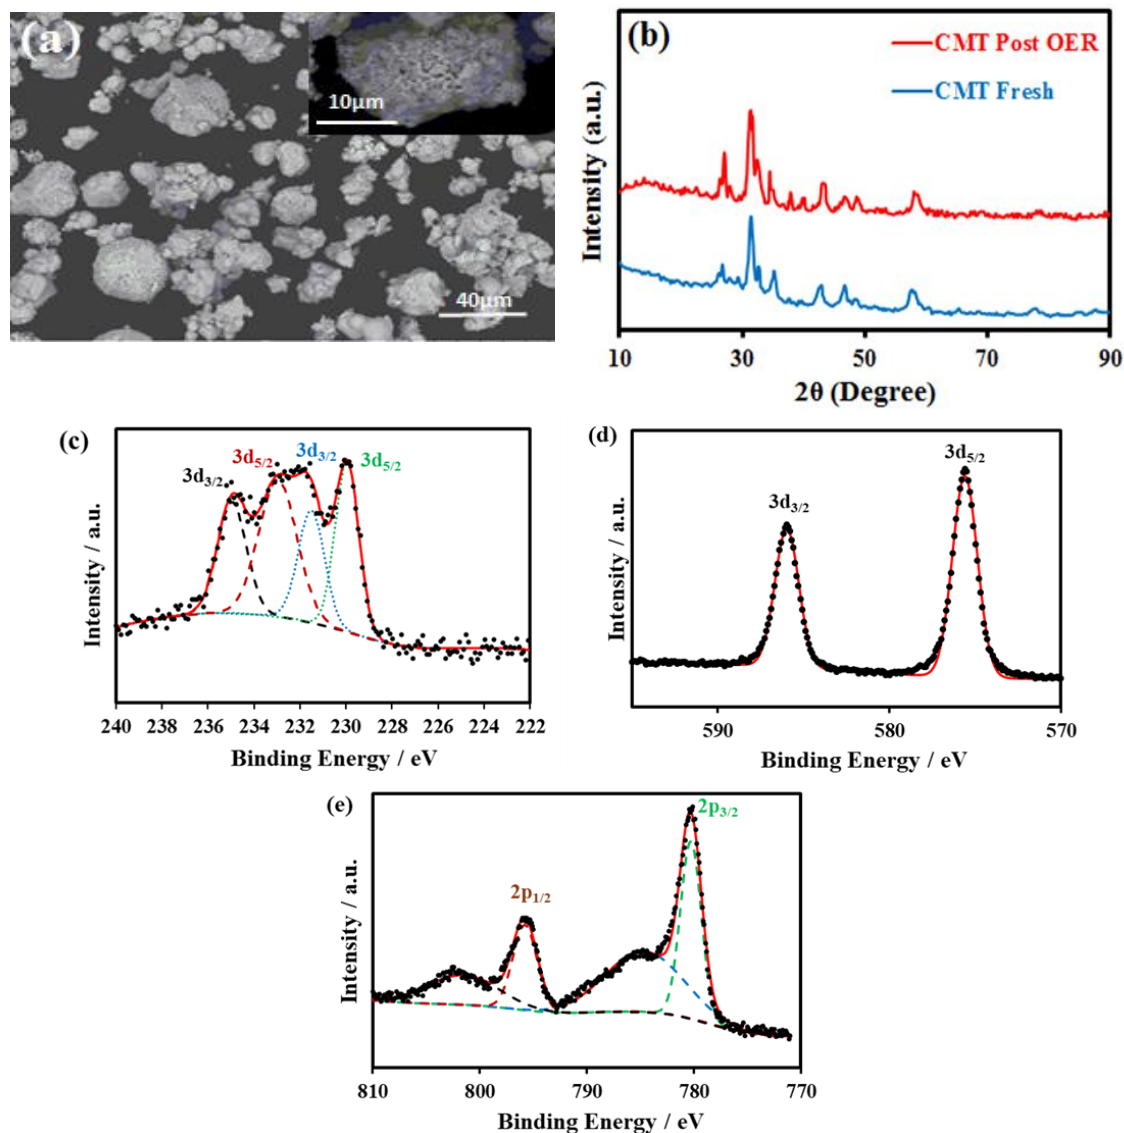 (a)
10μm
40μm
(b)
CMT Post OER
CMT Fresh
Intensity (a.u.)
10 30 50 70 90
2θ (Degree)
(c)
3d3/2
3d5/2
3d3/2
3d5/2
Intensity / a.u.
240 238 236 234 232 230 228 226 224 222
Binding Energy / eV
(d)
3d3/2
3d5/2
Intensity / a.u.
590 580 570
Binding Energy / eV
(e)
2p1/2
2p3/2
Intensity / a.u.
810 800 790 780 770
Binding Energy / eV